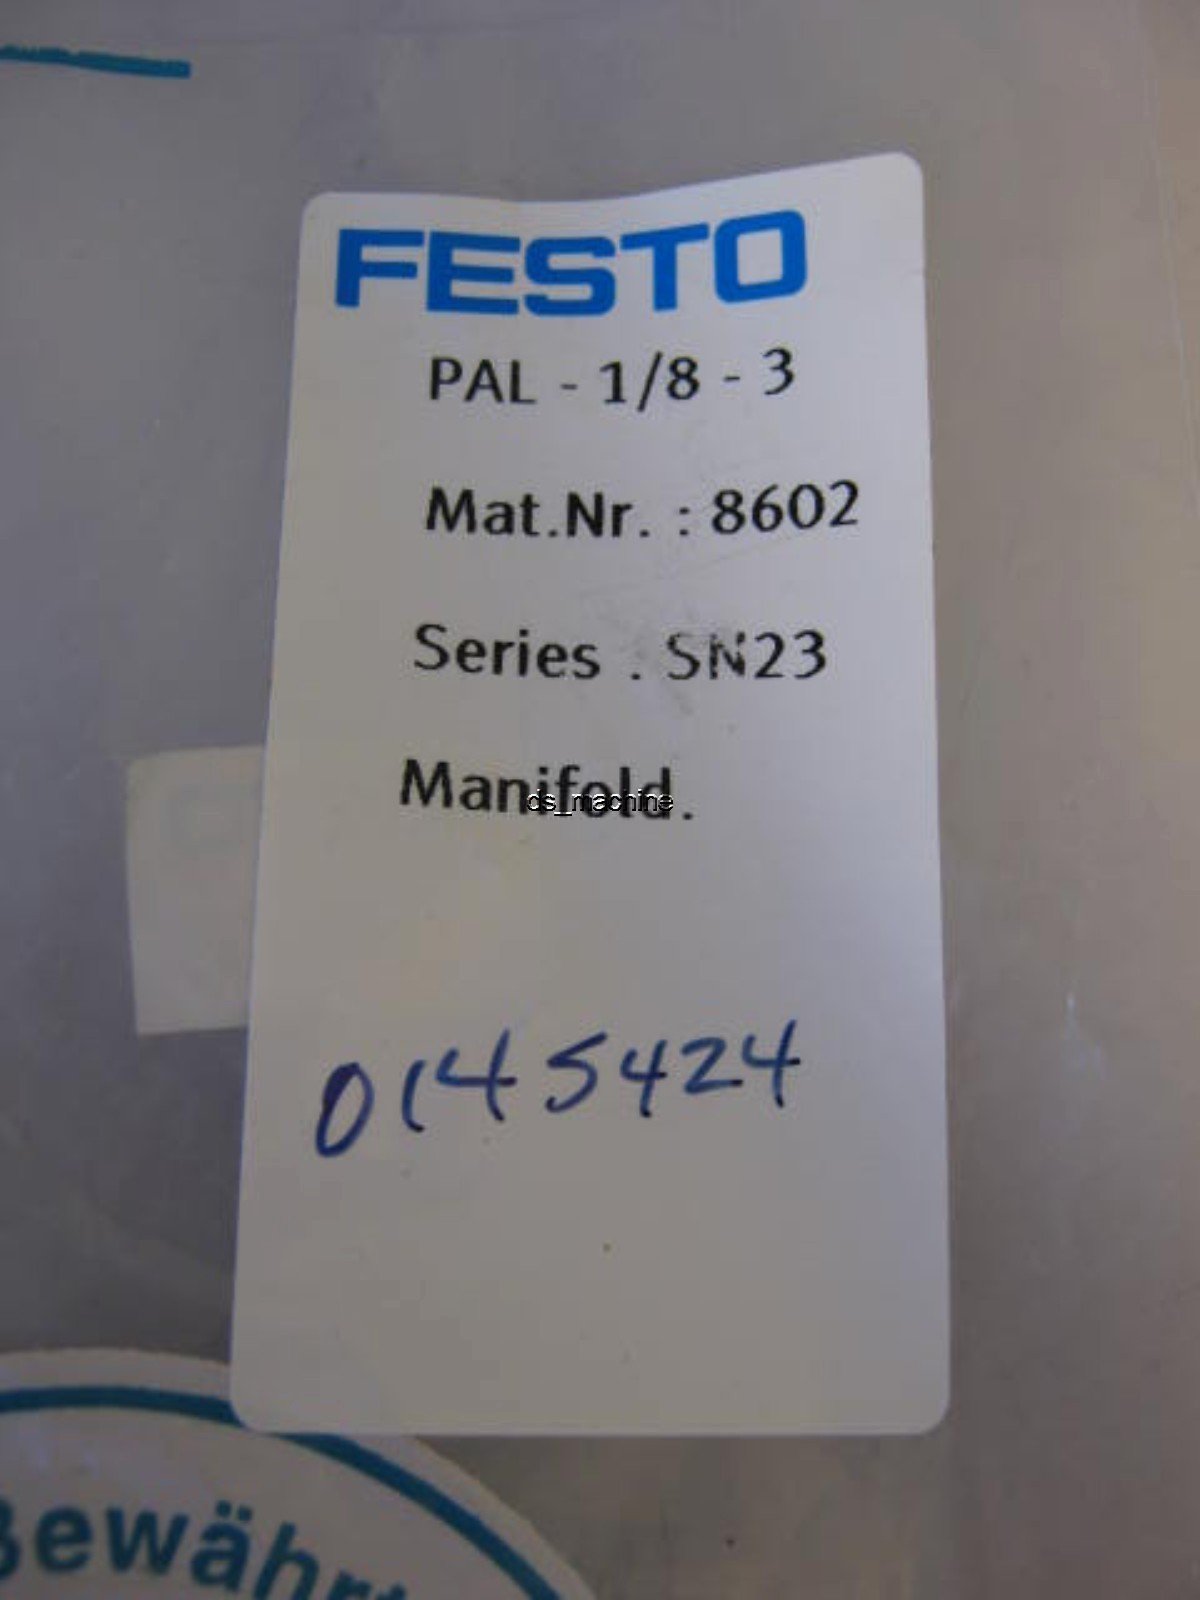 FESTO
PAL - 1/8 - 3
Mat.Nr. : 8602
Series . SN23
Manifold.
ds_machine
0145424
Bewährt